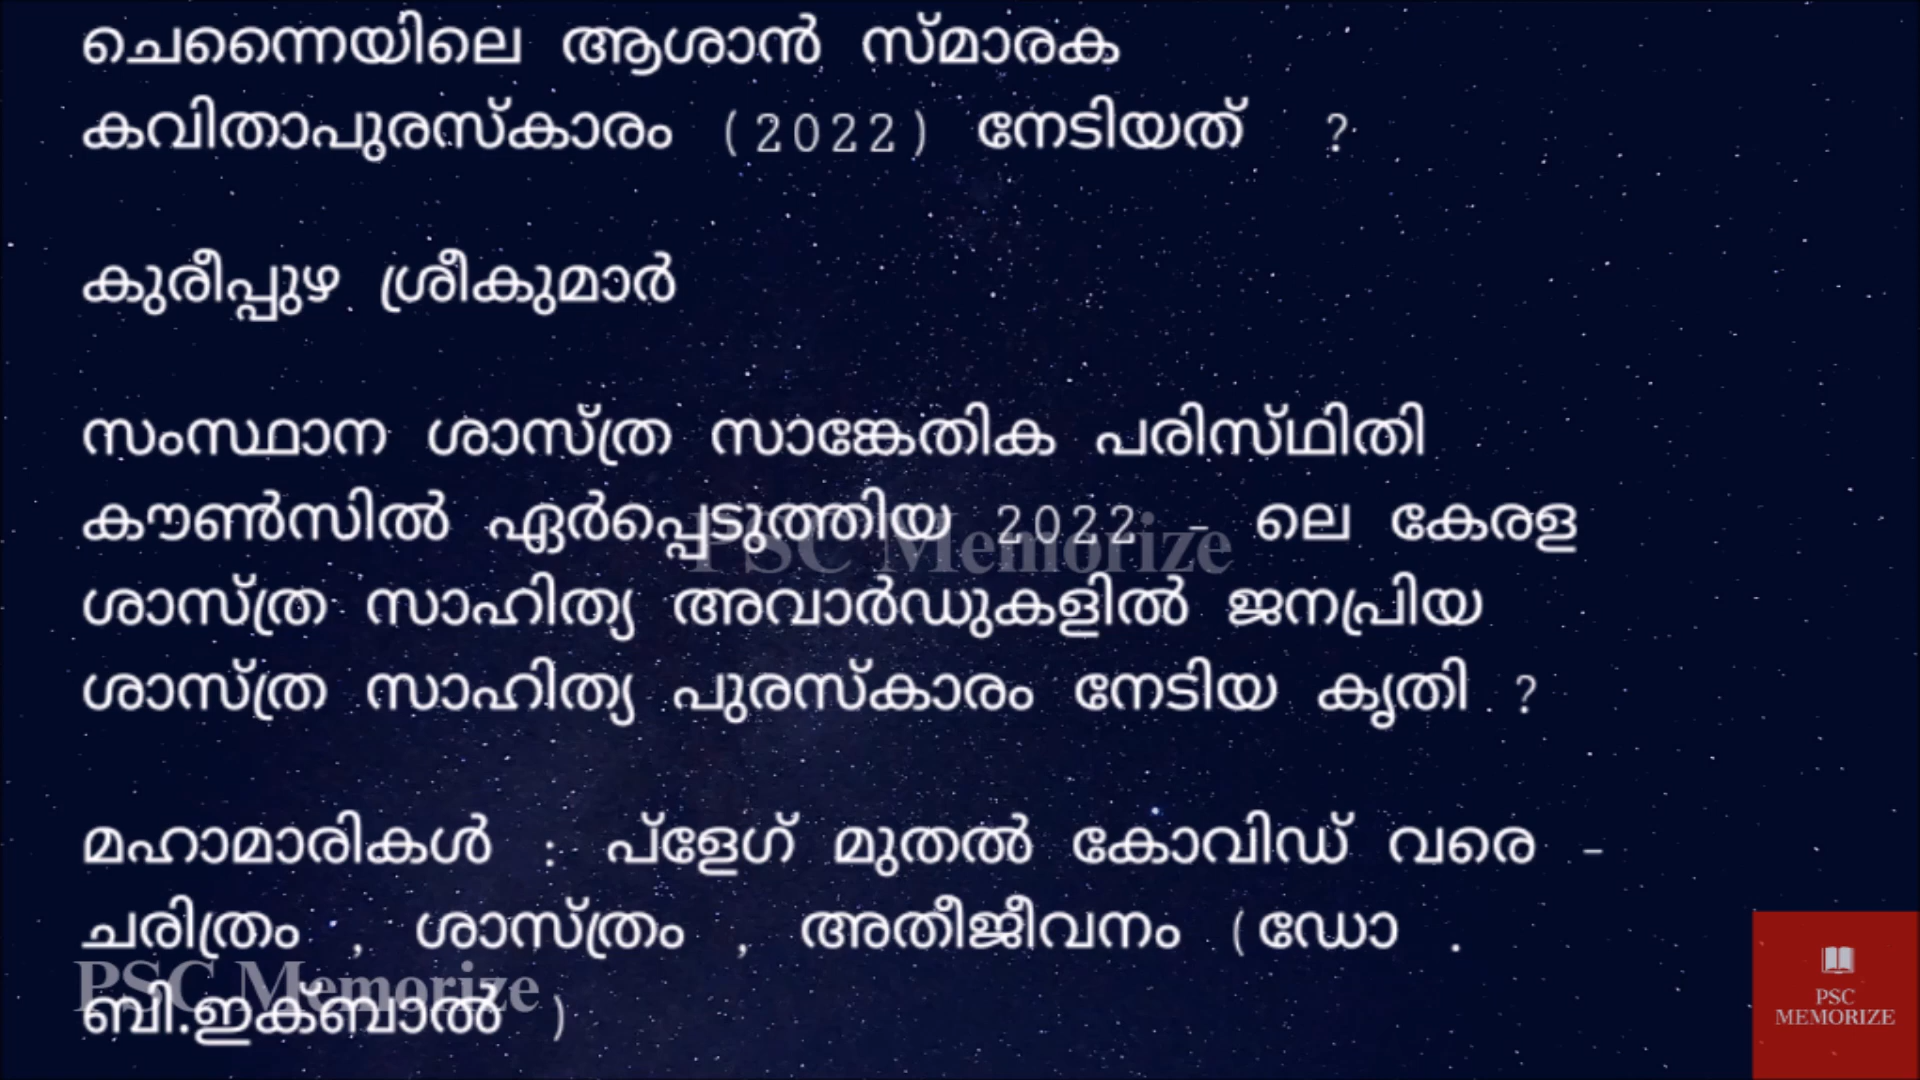 ചെന്നൈയിലെ ആശാൻ സ്മാരക
കവിതാപുരസ്കാരം (2022) നേടിയത് ?
കുരീപ്പുഴ ശ്രീകുമാർ
സംസ്ഥാന ശാസ്ത്ര സാങ്കേതിക പരിസ്ഥിതി
കൗൺസിൽ ഏർപ്പെടുത്തിയ 2022 - ലെ കേരള
ശാസ്ത്ര സാഹിത്യ അവാർഡുകളിൽ ജനപ്രിയ
ശാസ്ത്ര സാഹിത്യ പുരസ്കാരം നേടിയ കൃതി ?
മഹാമാരികൾ : പ്ളേഗ് മുതൽ കോവിഡ് വരെ -
ചരിത്രം , ശാസ്ത്രം , അതീജീവനം (ഡോ .
ബി.ഇക്ബാൽ )
PSC Memorize
PSC Memorize
PSC
MEMORIZE